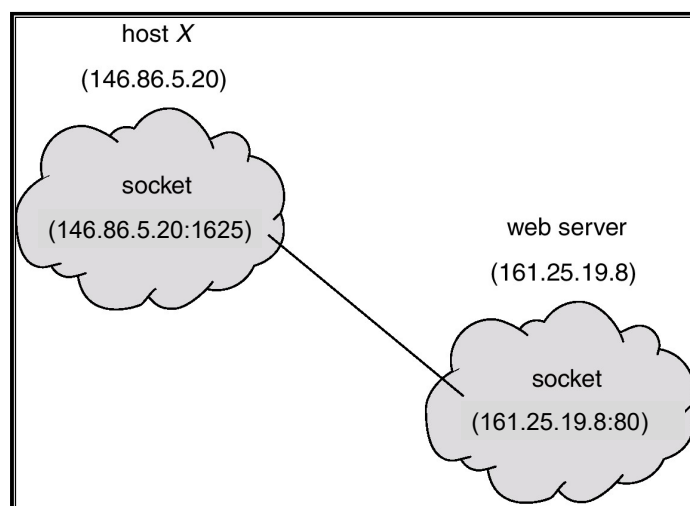 host X
(146.86.5.20)
socket
(146.86.5.20:1625)
web server
(161.25.19.8)
socket
(161.25.19.8:80)